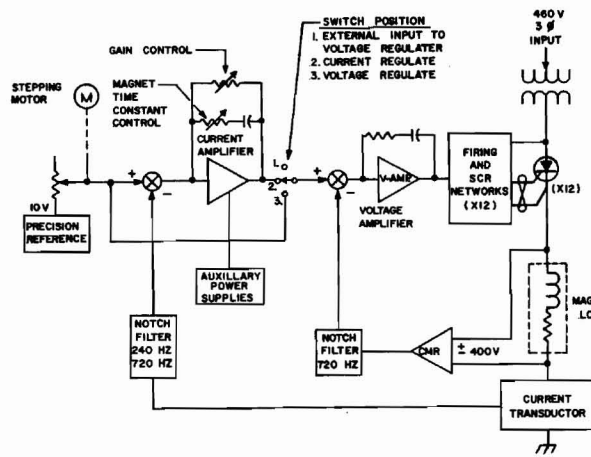 SWITCH POSITION
1. EXTERNAL INPUT TO
VOLTAGE REGULATER
2. CURRENT REGULATE
3. VOLTAGE REGULATE
460 V
3 Ø
INPUT
GAIN CONTROL
STEPPING
MOTOR
M
MAGNET
TIME
CONSTANT
CONTROL
CURRENT
AMPLIFIER
1.
2.
3.
+
-
+
-
V-AMP
VOLTAGE
AMPLIFIER
FIRING
AND
SCR
NETWORKS
(X12)
(X12)
10 V
PRECISION
REFERENCE
AUXILLARY
POWER
SUPPLIES
NOTCH
FILTER
240 HZ
720 HZ
NOTCH
FILTER
720 HZ
CMR
± 400V
MAG
LO
CURRENT
TRANSDUCTOR